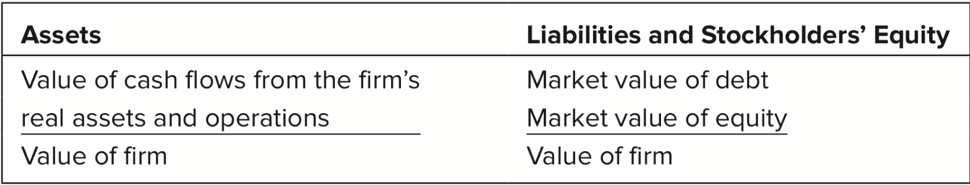 Assets Liabilities and Stockholders’ Equity
Value of cash flows from the firm’s Market value of debt
real assets and operations Market value of equity
Value of firm Value of firm